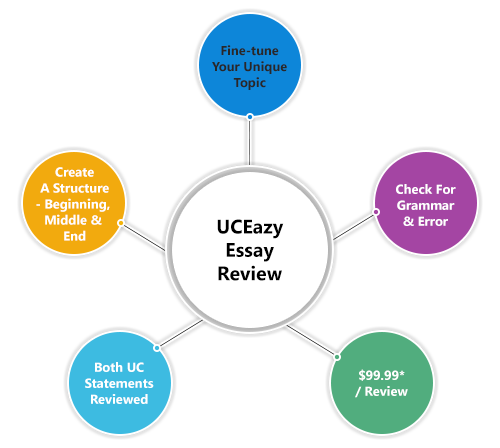 Fine-tune
Your Unique
Topic
Create
A Structure
- Beginning,
Middle &
End
UCEazy
Essay
Review
Check For
Grammar
& Error
Both UC
Statements
Reviewed
$99.99*
/ Review